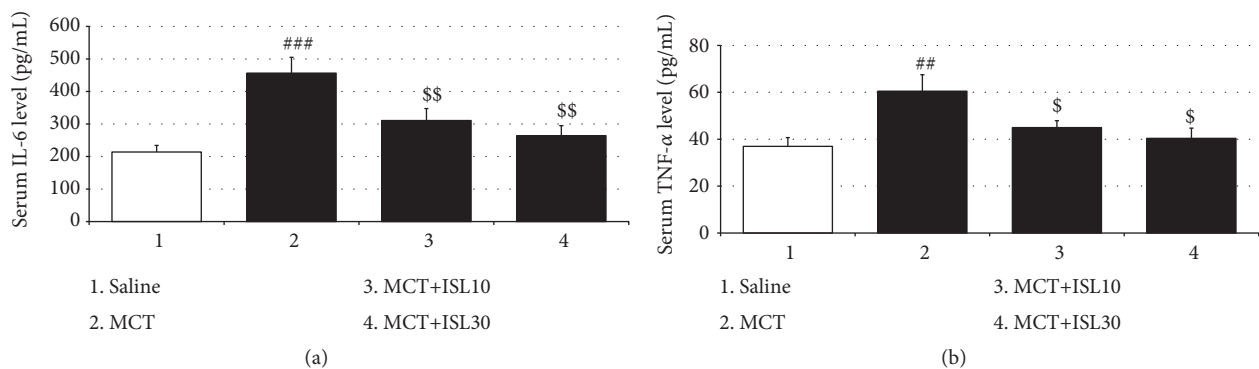 Serum IL-6 level (pg/mL)
600
500
400
300
200
100
0
###
$$
$$
1
2
3
4
1. Saline
3. MCT+ISL10
2. MCT
4. MCT+ISL30
(a)
Serum TNF-α level (pg/mL)
80
60
40
20
0
##
$
$
1
2
3
4
1. Saline
3. MCT+ISL10
2. MCT
4. MCT+ISL30
(b)